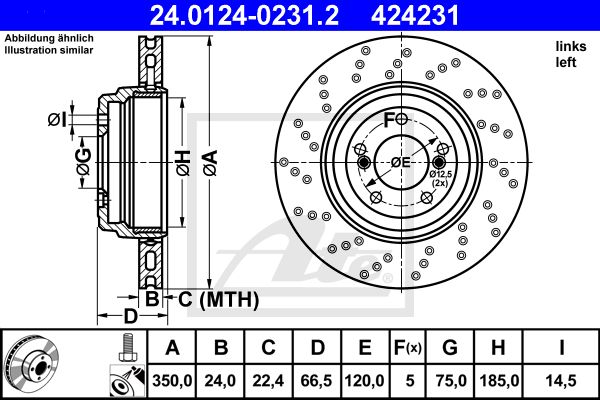 24.0124-0231.2 424231
Abbildung ähnlich
Illustration similar
links
left
ØI
ØG
ØH
ØA
F
ØE
Ø12,5
(2x)
Ate
B C (MTH)
D
A B C D E F(x) G H I
350,0 24,0 22,4 66,5 120,0 5 75,0 185,0 14,5